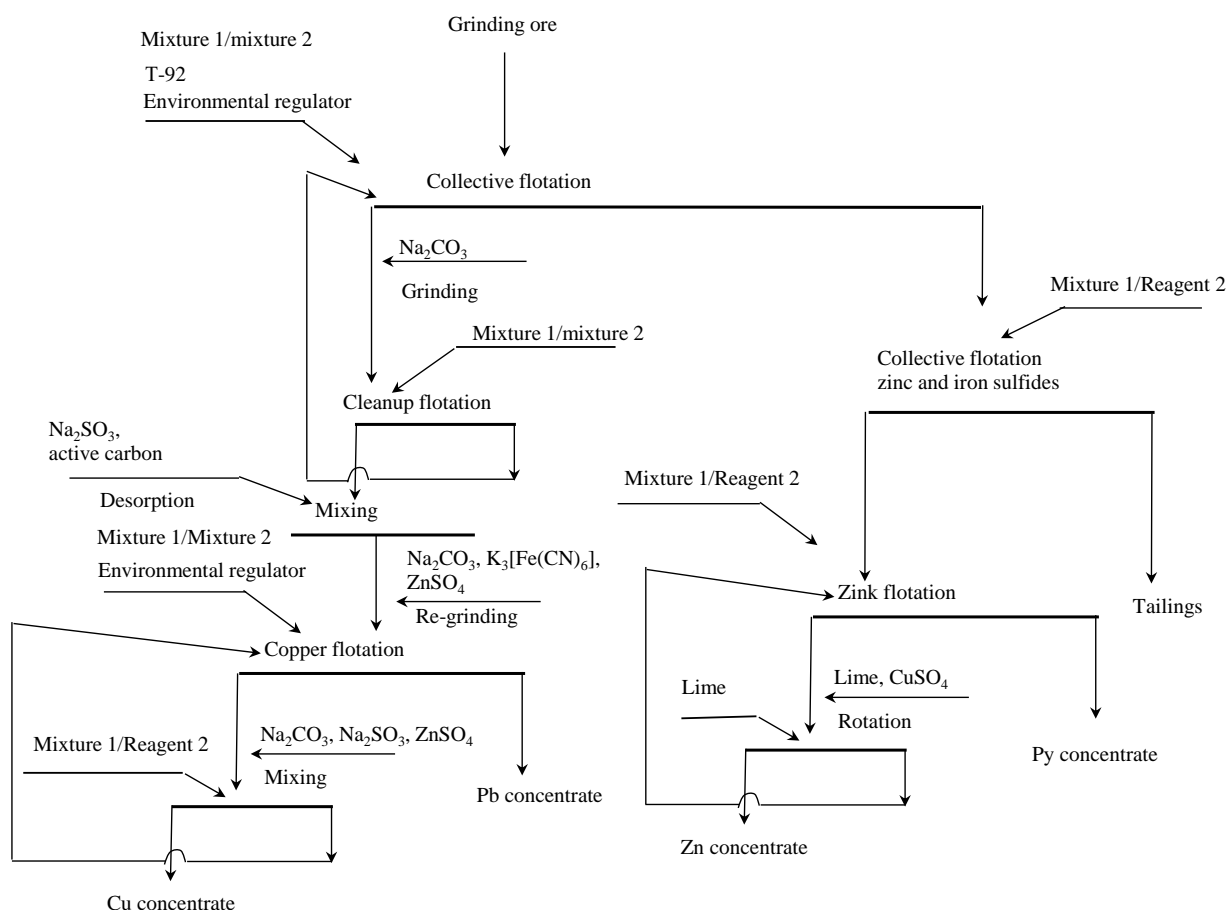 Grinding ore
Mixture 1/mixture 2
T-92
Environmental regulator
Collective flotation
Na₂CO₃
Grinding
Mixture 1/Reagent 2
Mixture 1/mixture 2
Collective flotation
zinc and iron sulfides
Cleanup flotation
Na₂SO₃,
active carbon
Desorption
Mixing
Mixture 1/Reagent 2
Mixture 1/Mixture 2
Environmental regulator
Na₂CO₃, K₃[Fe(CN)₆],
ZnSO₄
Re-grinding
Zink flotation
Tailings
Copper flotation
Lime
Lime, CuSO₄
Rotation
Mixture 1/Reagent 2
Na₂CO₃, Na₂SO₃, ZnSO₄
Mixing
Py concentrate
Pb concentrate
Zn concentrate
Cu concentrate